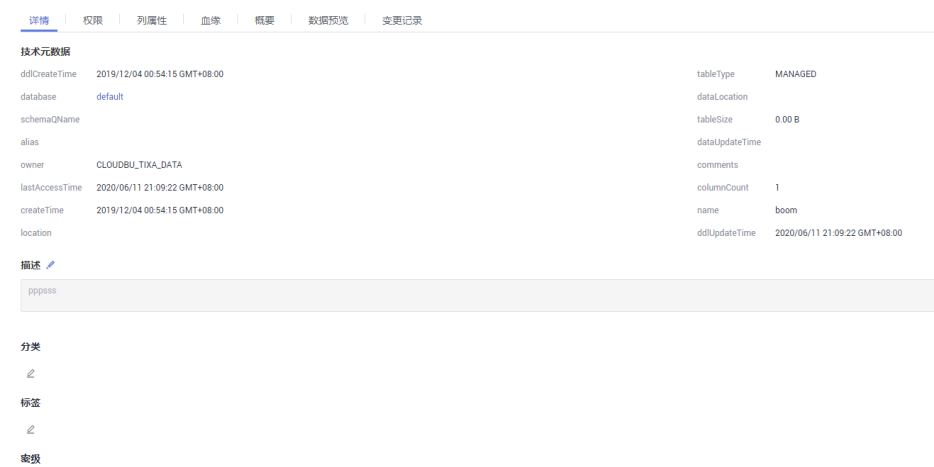 详情 权限 列属性 血缘 概要 数据预览 变更记录
技术元数据
ddlCreateTime 2019/12/04 00:54:15 GMT+08:00 tableType MANAGED
database default dataLocation
schemaQName tableSize 0.00 B
alias dataUpdateTime
owner CLOUDBU_TIXA_DATA comments
lastAccessTime 2020/06/11 21:09:22 GMT+08:00 columnCount 1
createTime 2019/12/04 00:54:15 GMT+08:00 name boom
location ddlUpdateTime 2020/06/11 21:09:22 GMT+08:00
描述
pppsss
分类
标签
密级